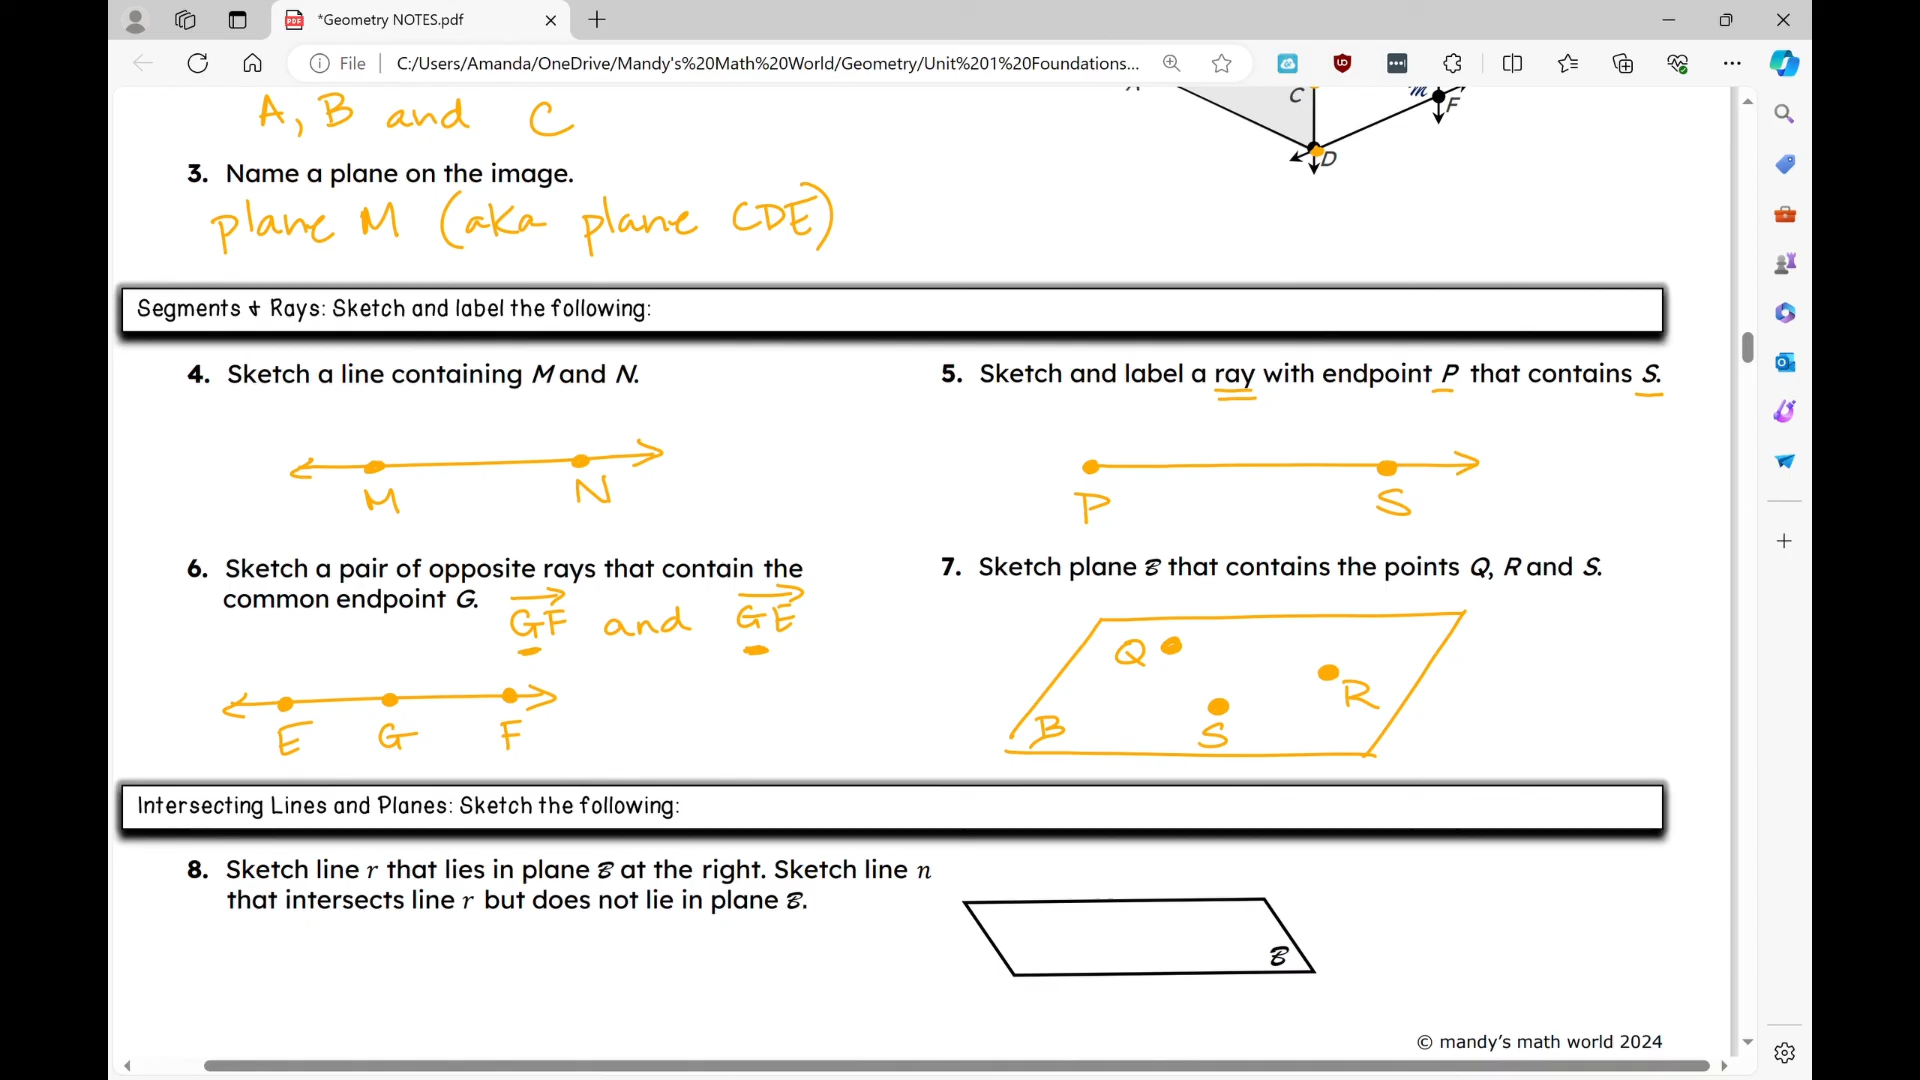 *Geometry NOTES.pdf
File
C:/Users/Amanda/OneDrive/Mandy's%20Math%20World/Geometry/Unit%201%20Foundations...
A, B and C
C
m
F
D
3. Name a plane on the image.
plane M (aka plane CDE)
Segments & Rays: Sketch and label the following:
4. Sketch a line containing M and N.
M N
5. Sketch and label a ray with endpoint P that contains S.
P S
6. Sketch a pair of opposite rays that contain the
common endpoint G.
GF and GE
E G F
7. Sketch plane ℬ that contains the points Q, R and S.
Q
R
S
B
Intersecting Lines and Planes: Sketch the following:
8. Sketch line r that lies in plane ℬ at the right. Sketch line n
that intersects line r but does not lie in plane ℬ.
ℬ
© mandy's math world 2024